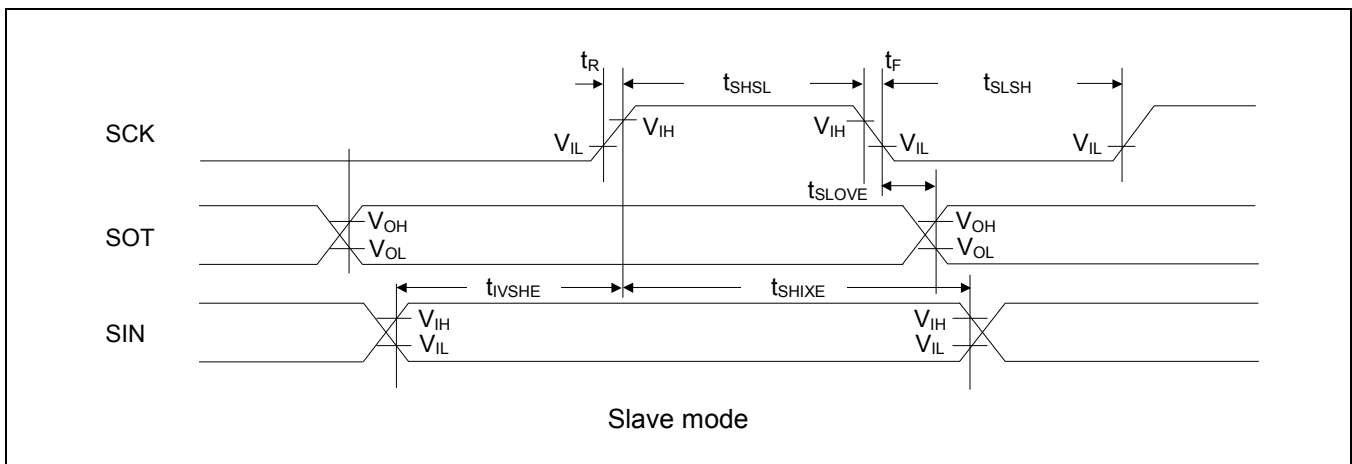 tR tF
tSHSL tSLSH
SCK VIH VIH
VIL VIL VIL
tSLOVE
SOT VOH VOH
VOL VOL
tIVSHE tSHIXE
SIN VIH VIH
VIL VIL
Slave mode